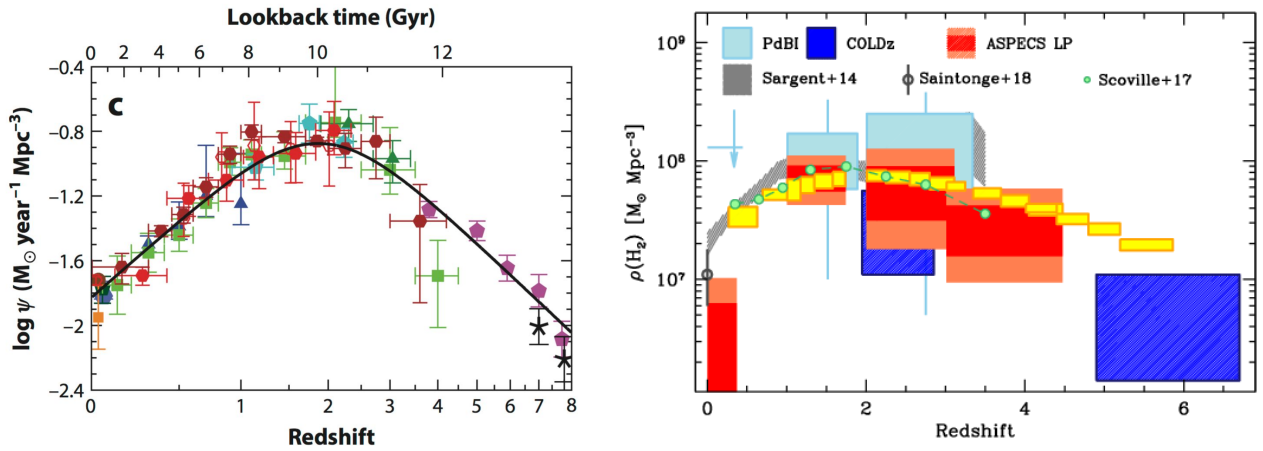 Lookback time (Gyr)
0 2 4 6 8 10 12
c
−0.4
−0.8
−1.2
−1.6
−2
−2.4
log ψ (M⊙ year−1 Mpc−3)
0 1 2 3 4 5 6 7 8
Redshift
PdBI COLDz ASPECS LP
Sargent+14 Saintonge+18 Scoville+17
10⁹
10⁸
10⁷
ρ(H₂) [M⊙ Mpc⁻³]
0 2 4 6
Redshift